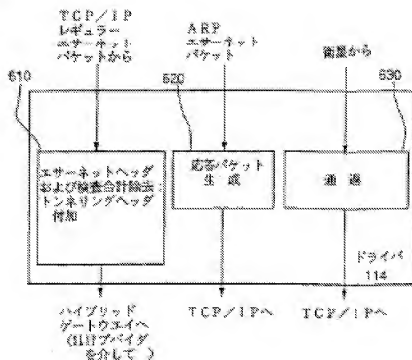 TCP/IP
レギュラー
エサーネット
パケットから
ARP
エサーネット
パケット
衛星から
610
620
630
エサーネットヘッダ
および検査合計除去:
トンネリングヘッダ
付加
応答パケット
生成
通過
ドライバ
114
ハイブリッド
ゲートウエイへ
を介して )
TCP/IPへ
TCP/IPへ